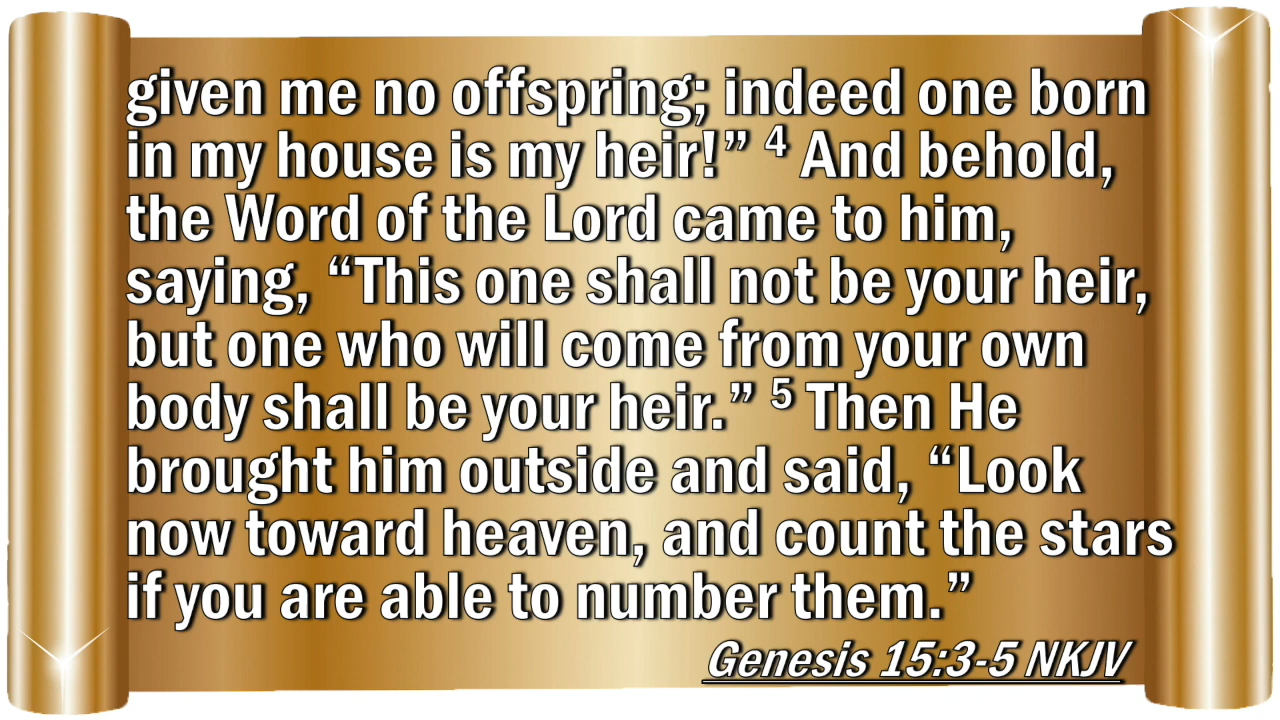 given me no offspring; indeed one born
in my house is my heir!” ⁴ And behold,
the Word of the Lord came to him,
saying, “This one shall not be your heir,
but one who will come from your own
body shall be your heir.” ⁵ Then He
brought him outside and said, “Look
now toward heaven, and count the stars
if you are able to number them.”
Genesis 15:3-5 NKJV